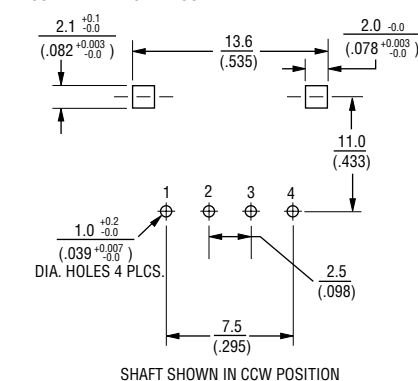 2.1 +0.1 -0.0
(.082 +0.003 -0.0 )
13.6
(.535)
2.0 -0.0
(.078 +0.003 -0.0 )
11.0
(.433)
1 2 3 4
1.0 +0.2 -0.0
(.039 +0.007 -0.0 )
DIA. HOLES 4 PLCS.
2.5
(.098)
7.5
(.295)
SHAFT SHOWN IN CCW POSITION